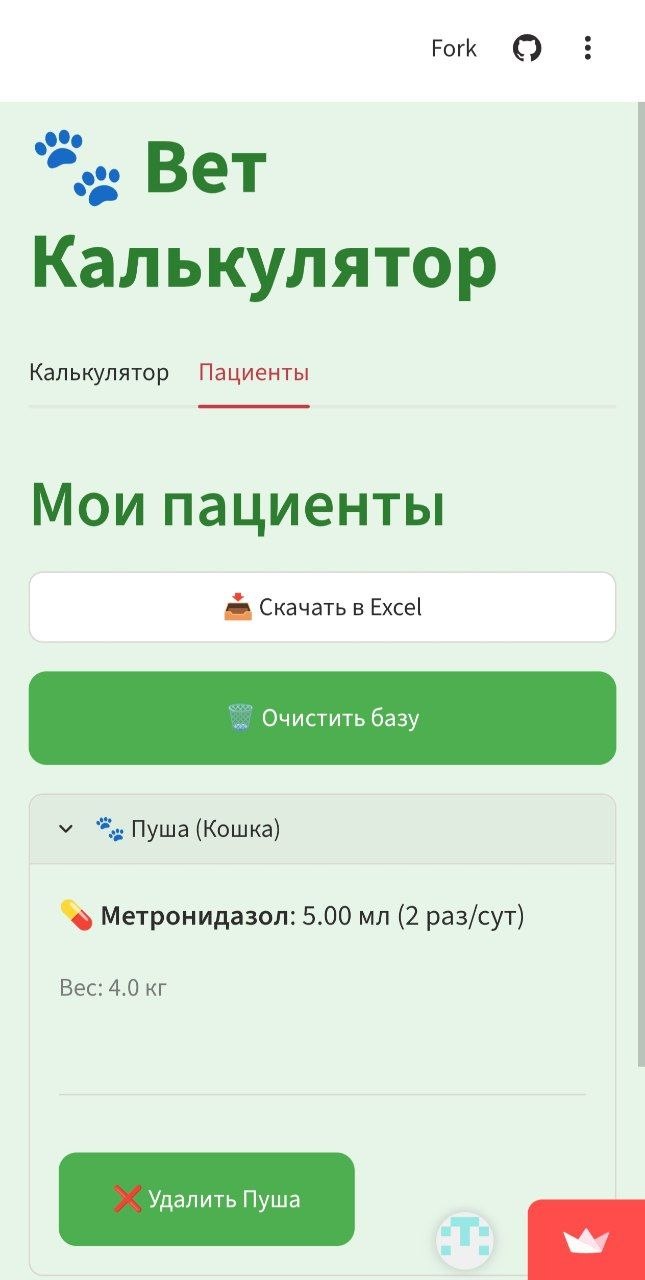 Fork
Вет
Калькулятор
Калькулятор Пациенты
Мои пациенты
Скачать в Excel
Очистить базу
Пуша (Кошка)
Метронидазол: 5.00 мл (2 раз/сут)
Вес: 4.0 кг
Удалить Пуша